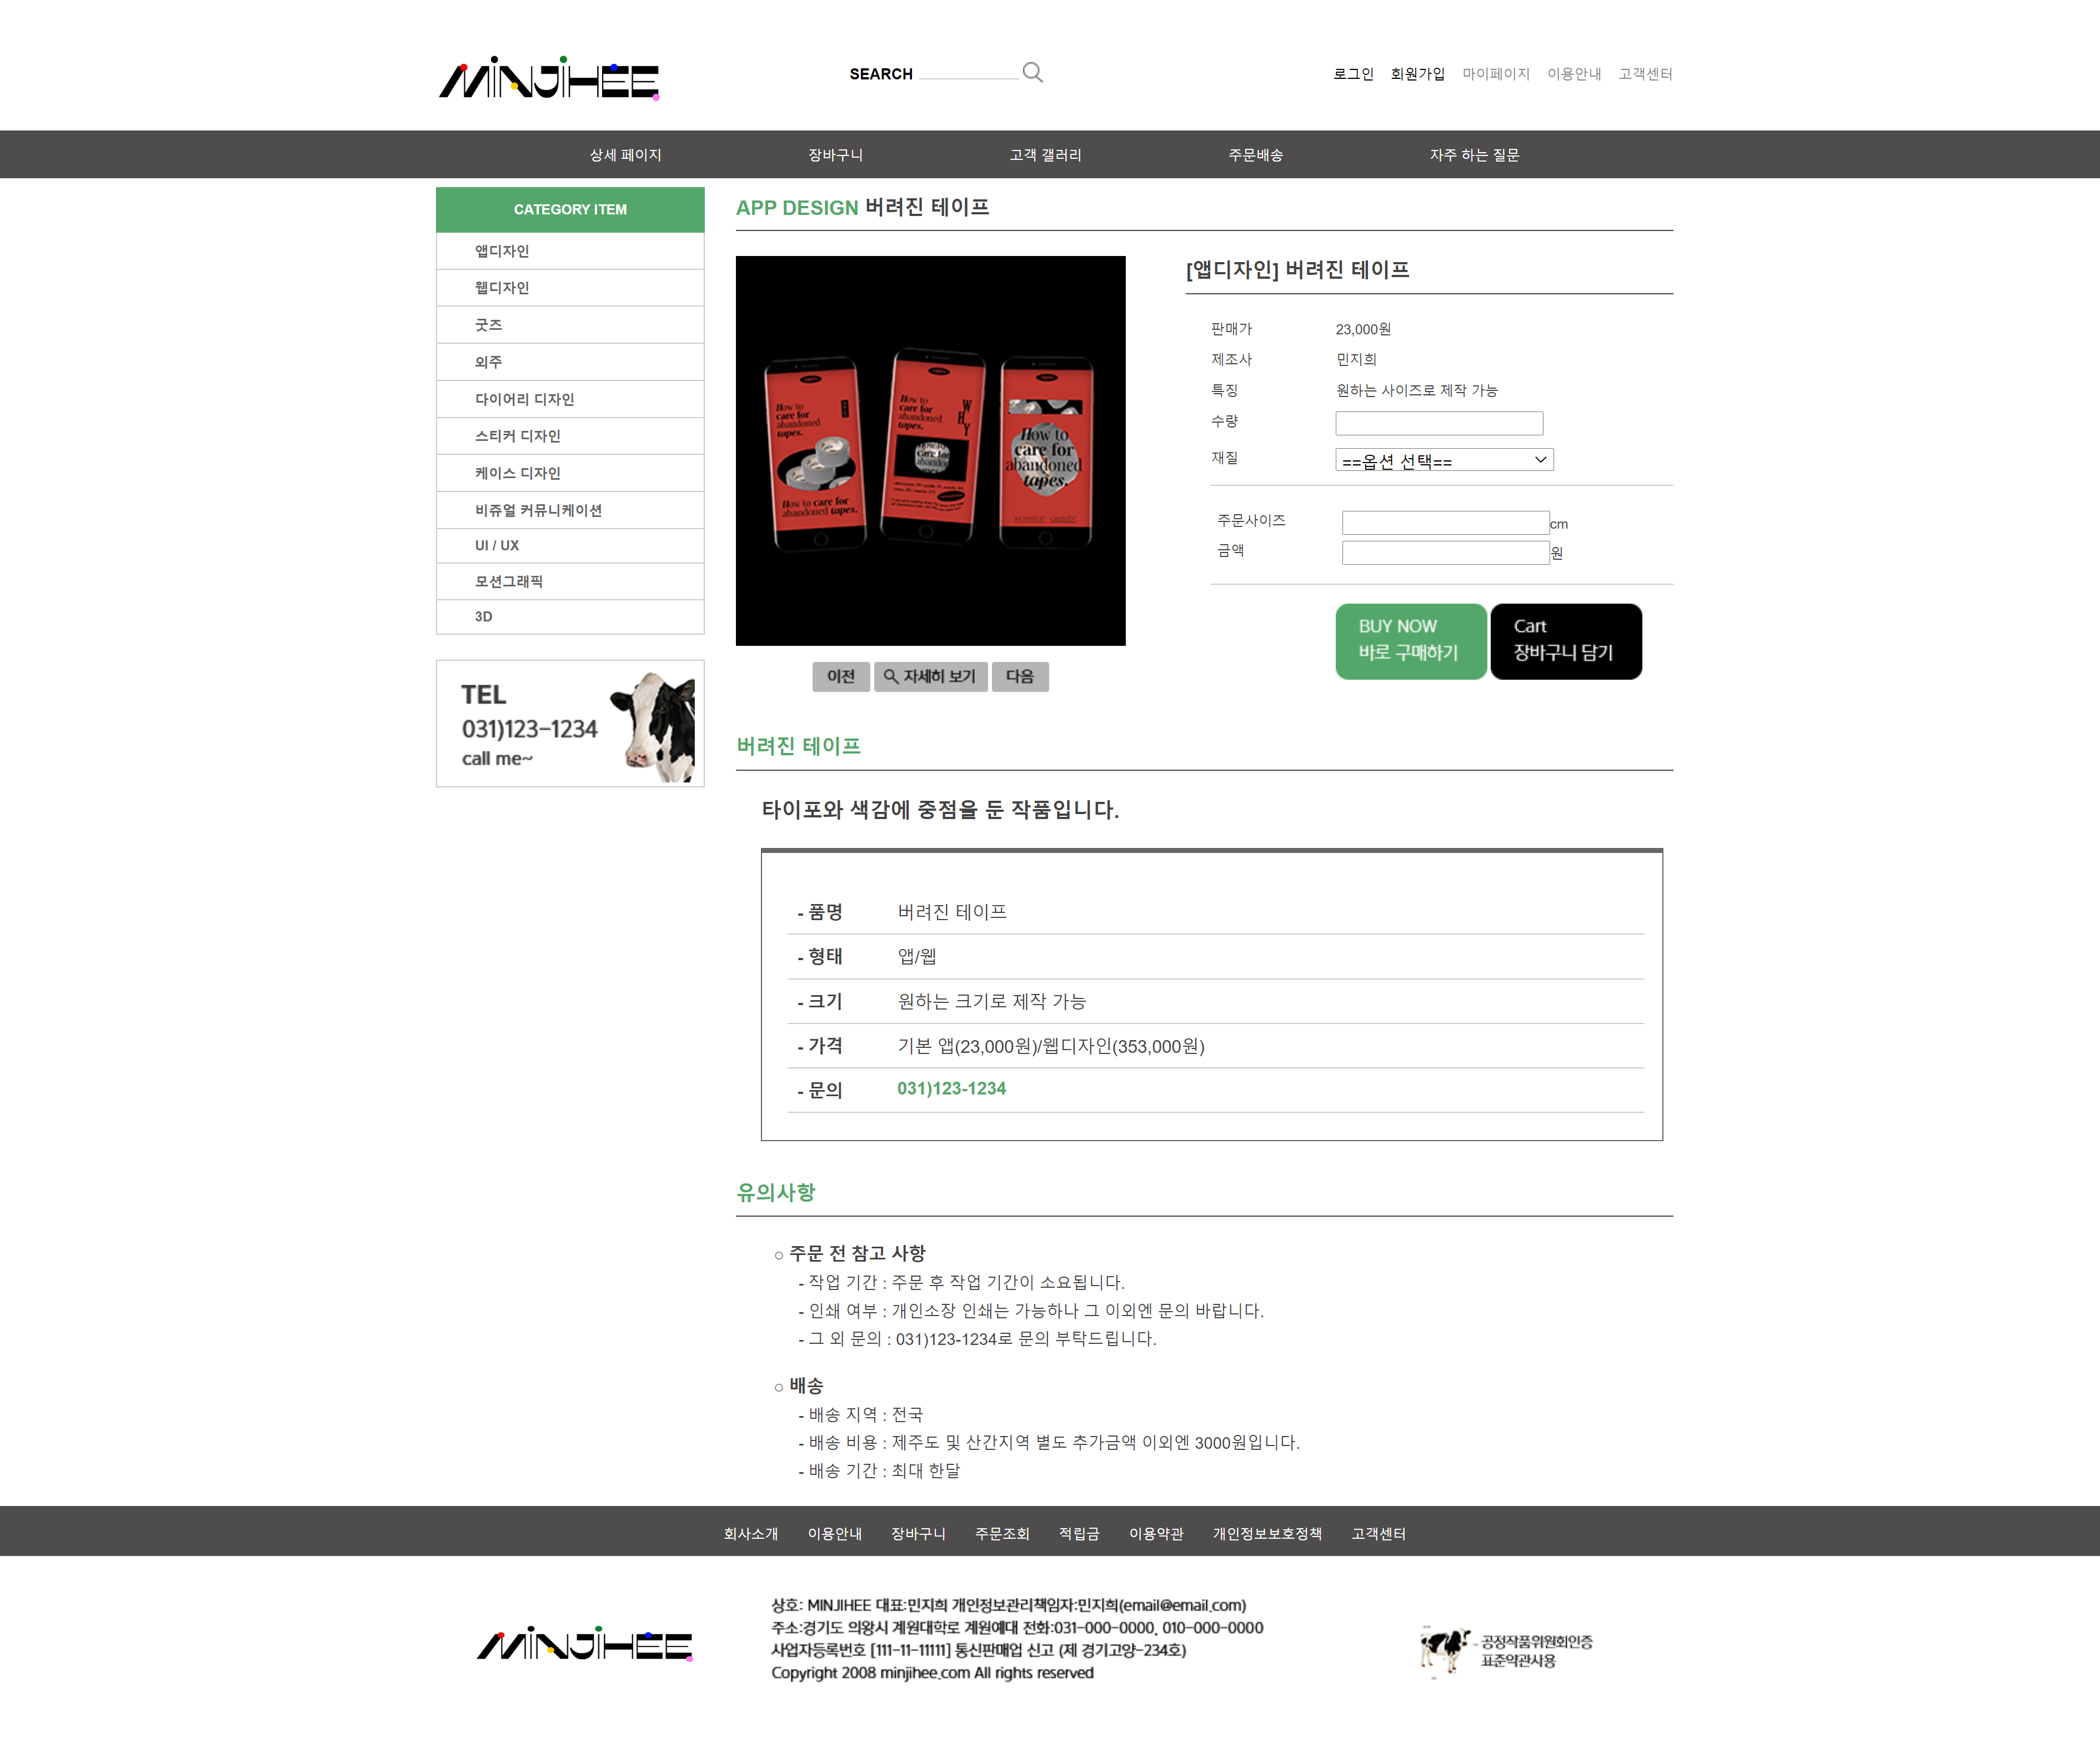 MINJIHEE
SEARCH
로그인 회원가입 마이페이지 이용안내 고객센터
상세 페이지 장바구니 고객 갤러리 주문배송 자주 하는 질문
CATEGORY ITEM
앱디자인
웹디자인
굿즈
외주
다이어리 디자인
스티커 디자인
케이스 디자인
비쥬얼 커뮤니케이션
UI / UX
모션그래픽
3D
TEL
031)123-1234
call me~
APP DESIGN 버려진 테이프
How to
care for
abandoned
tapes.
How to care for
abandoned tapes.
How to
care for
abandoned
tapes.
WHY
care for
abandoned
How to
care for
abandoned
tapes.
이전 자세히 보기 다음
[앱디자인] 버려진 테이프
판매가 23,000원
제조사 민지희
특징 원하는 사이즈로 제작 가능
수량
재질 ==옵션 선택==
주문사이즈 cm
금액 원
BUY NOW
바로 구매하기
Cart
장바구니 담기
버려진 테이프
타이포와 색감에 중점을 둔 작품입니다.
- 품명 버려진 테이프
- 형태 앱/웹
- 크기 원하는 크기로 제작 가능
- 가격 기본 앱(23,000원)/웹디자인(353,000원)
- 문의 031)123-1234
유의사항
○ 주문 전 참고 사항
- 작업 기간 : 주문 후 작업 기간이 소요됩니다.
- 인쇄 여부 : 개인소장 인쇄는 가능하나 그 이외엔 문의 바랍니다.
- 그 외 문의 : 031)123-1234로 문의 부탁드립니다.
○ 배송
- 배송 지역 : 전국
- 배송 비용 : 제주도 및 산간지역 별도 추가금액 이외엔 3000원입니다.
- 배송 기간 : 최대 한달
회사소개 이용안내 장바구니 주문조회 적립금 이용약관 개인정보보호정책 고객센터
MINJIHEE
상호: MINJIHEE 대표:민지희 개인정보관리책임자:민지희(email@email.com)
주소:경기도 의왕시 계원대학로 계원예대 전화:031-000-0000, 010-000-0000
사업자등록번호 [111-11-11111] 통신판매업 신고 (제 경기고양-234호)
Copyright 2008 minjihee.com All rights reserved
- 공정작품위원회인증
표준약관사용